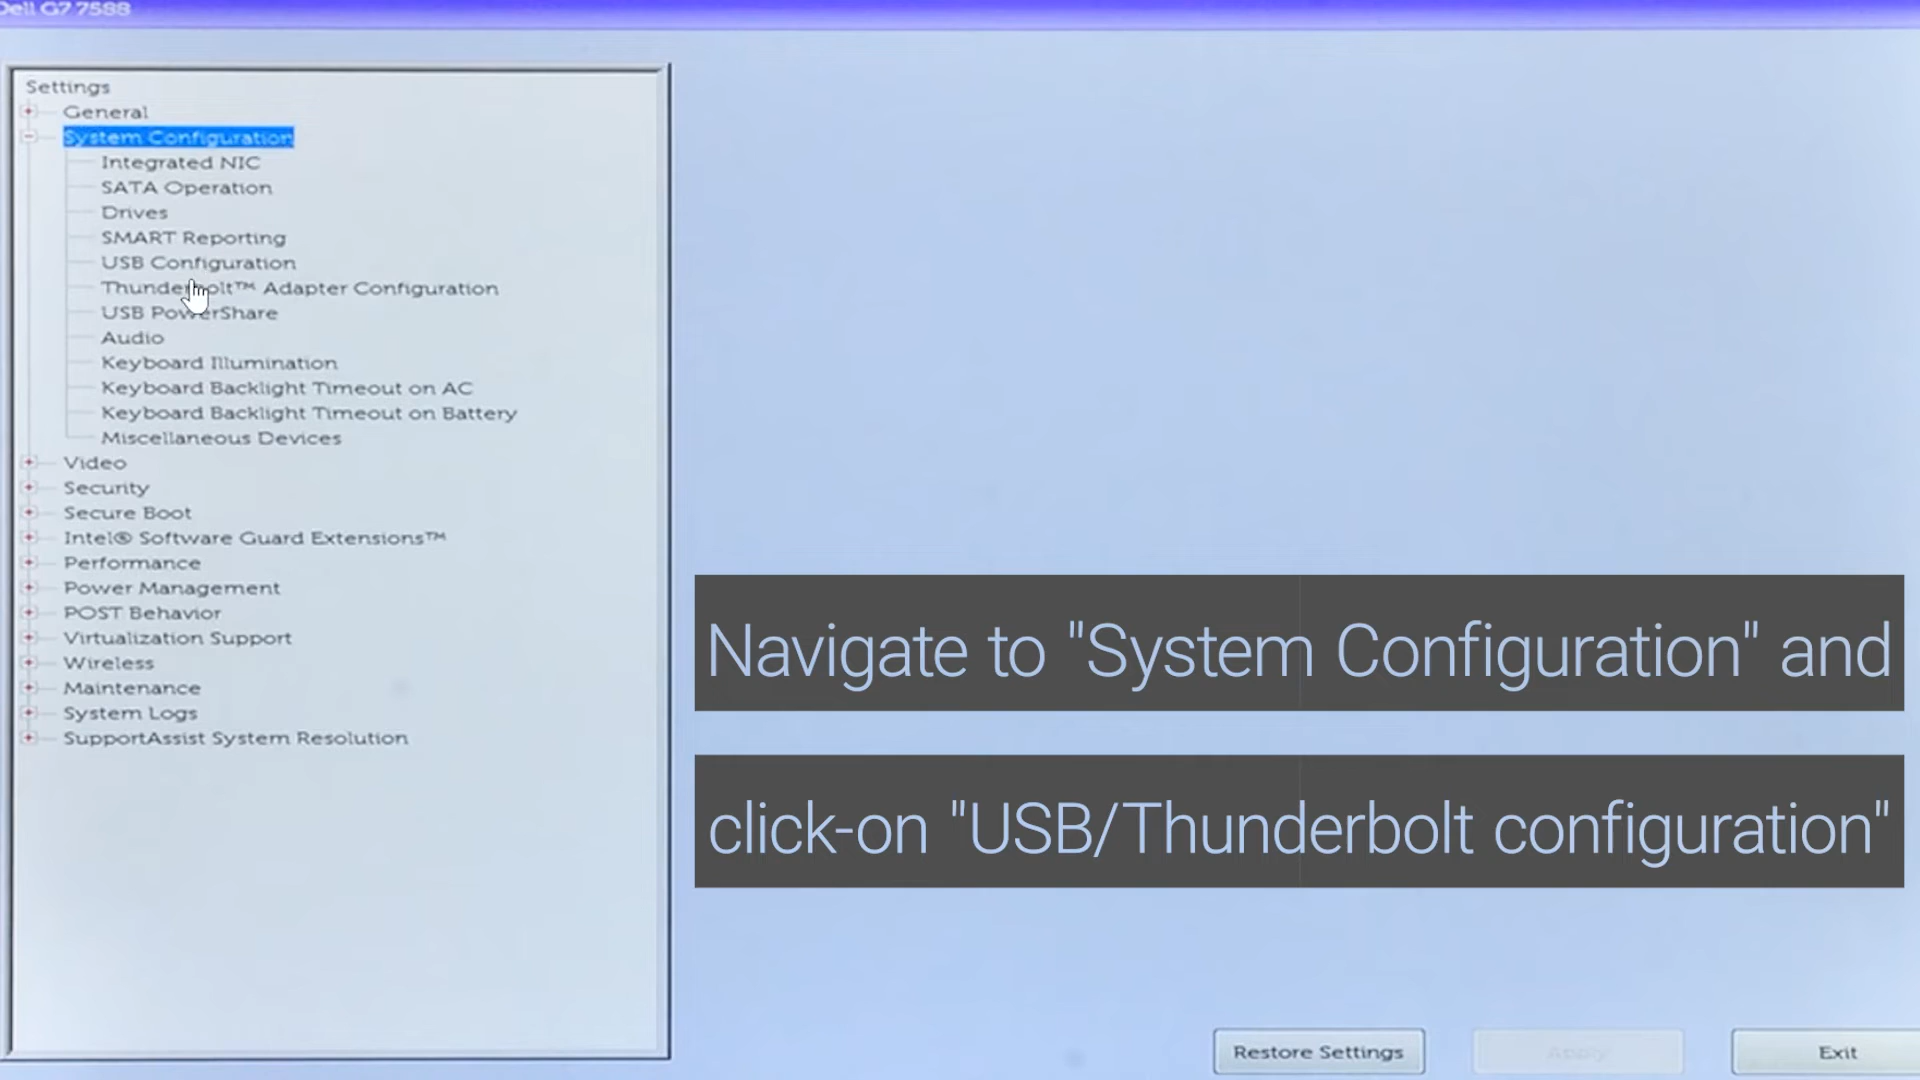 Dell G7 7588
Settings
General
System Configuration
Integrated NIC
SATA Operation
Drives
SMART Reporting
USB Configuration
Thunderbolt™ Adapter Configuration
USB PowerShare
Audio
Keyboard Illumination
Keyboard Backlight Timeout on AC
Keyboard Backlight Timeout on Battery
Miscellaneous Devices
Video
Security
Secure Boot
Intel® Software Guard Extensions™
Performance
Power Management
POST Behavior
Virtualization Support
Wireless
Maintenance
System Logs
SupportAssist System Resolution
Navigate to "System Configuration" and
click-on "USB/Thunderbolt configuration"
Restore Settings
Apply
Exit